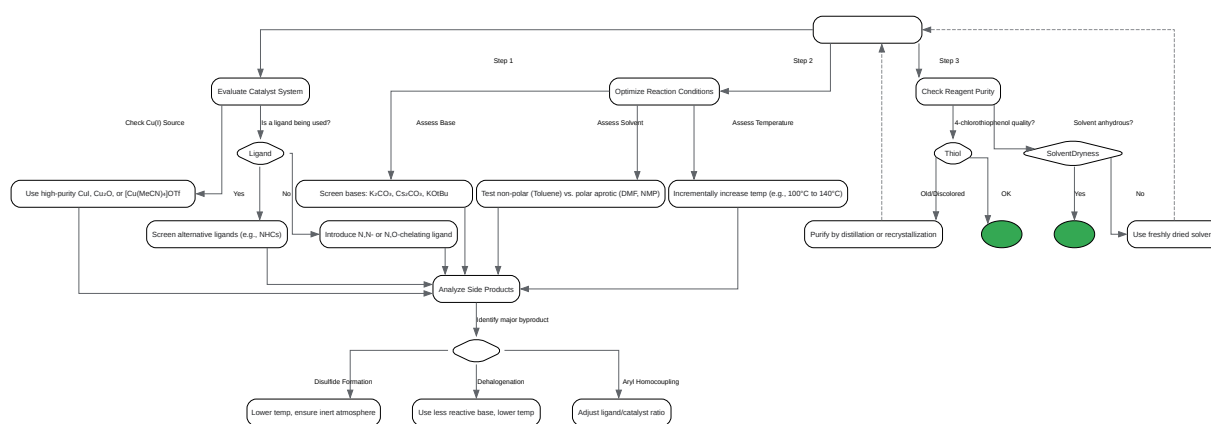 Step 1
Step 2
Step 3
Evaluate Catalyst System
Optimize Reaction Conditions
Check Reagent Purity
Check Cu(I) Source
Is a ligand being used?
Assess Base
Assess Solvent
Assess Temperature
4-chlorothiophenol quality?
Solvent anhydrous?
Ligand
Thiol
SolventDryness
Use high-purity CuI, Cu₂O, or [Cu(MeCN)₄]OTf
Yes
No
Screen bases: K₂CO₃, Cs₂CO₃, KOtBu
Test non-polar (Toluene) vs. polar aprotic (DMF, NMP)
Incrementally increase temp (e.g., 100°C to 140°C)
Old/Discolored
OK
Yes
No
Screen alternative ligands (e.g., NHCs)
Introduce N,N- or N,O-chelating ligand
Purify by distillation or recrystallization
Use freshly dried solven
Analyze Side Products
Identify major byproduct
Disulfide Formation
Dehalogenation
Aryl Homocoupling
Lower temp, ensure inert atmosphere
Use less reactive base, lower temp
Adjust ligand/catalyst ratio